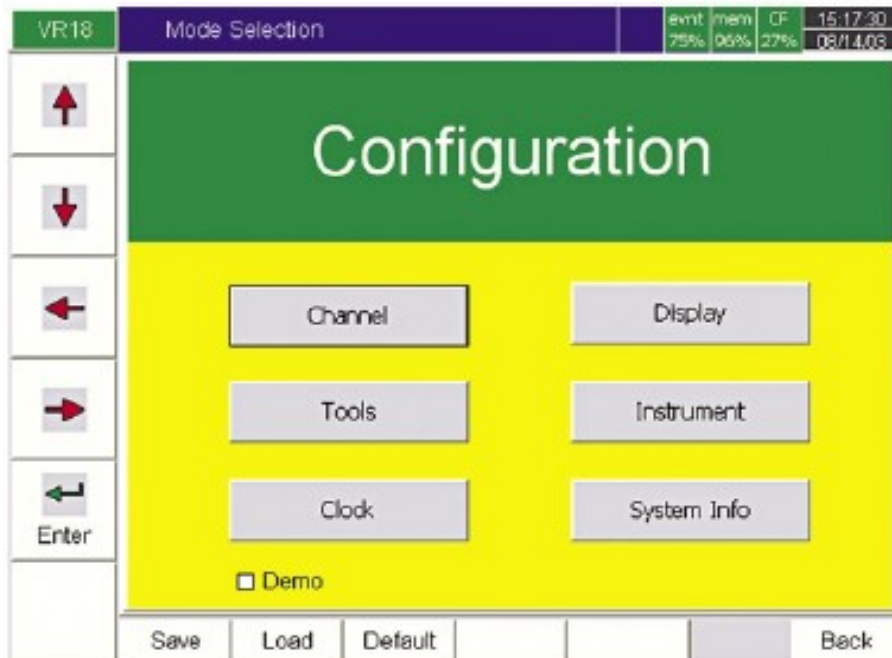 VR18 Mode Selection evnt mem CF 15:17:30
75% 96% 27% 08/14/03
Configuration
Channel Display
Tools Instrument
Clock System Info
Enter
Demo
Save Load Default Back